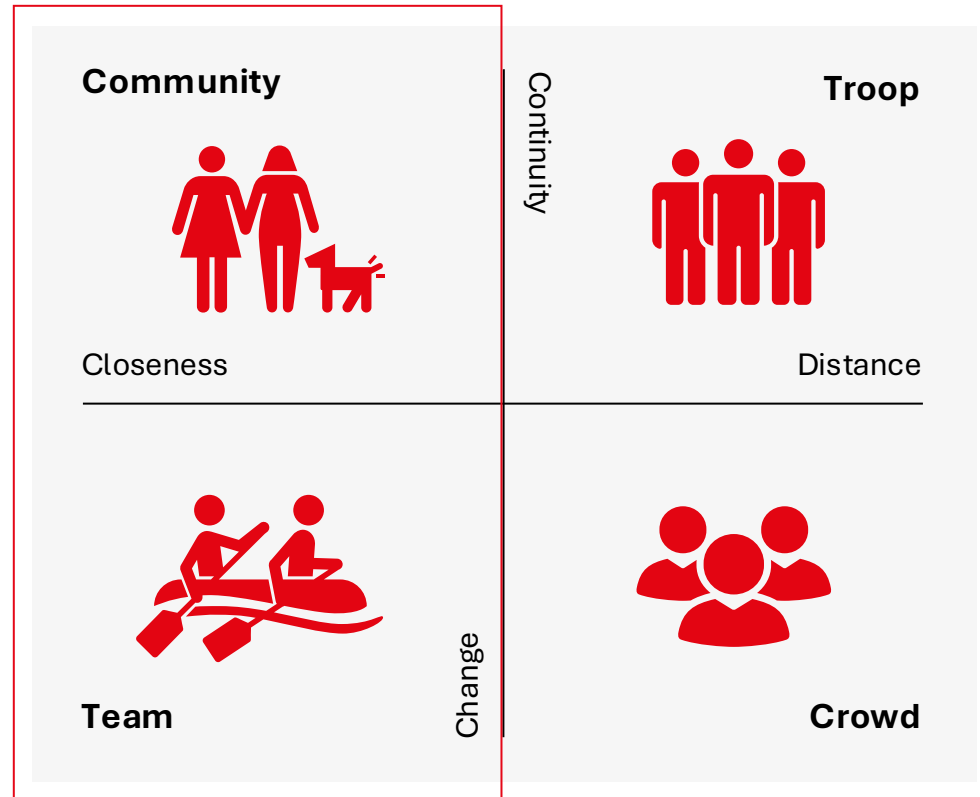 Community
Continuity
Troop
Closeness
Distance
Change
Team
Crowd